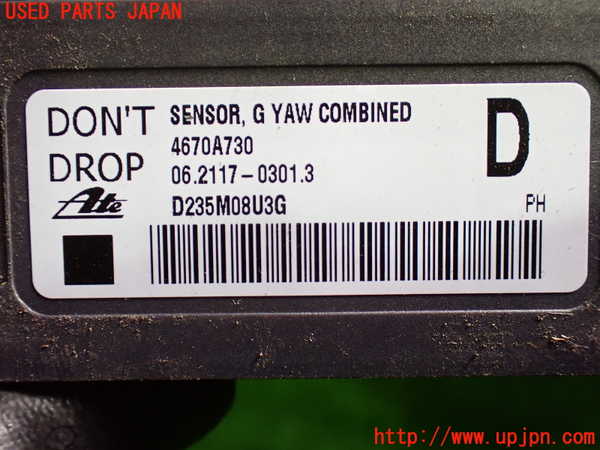 USED PARTS JAPAN
DON'T
DROP
Ate
SENSOR, G YAW COMBINED
4670A730
06.2117-0301.3
D235M08U3G
D
PH
http://www.upjpn.com